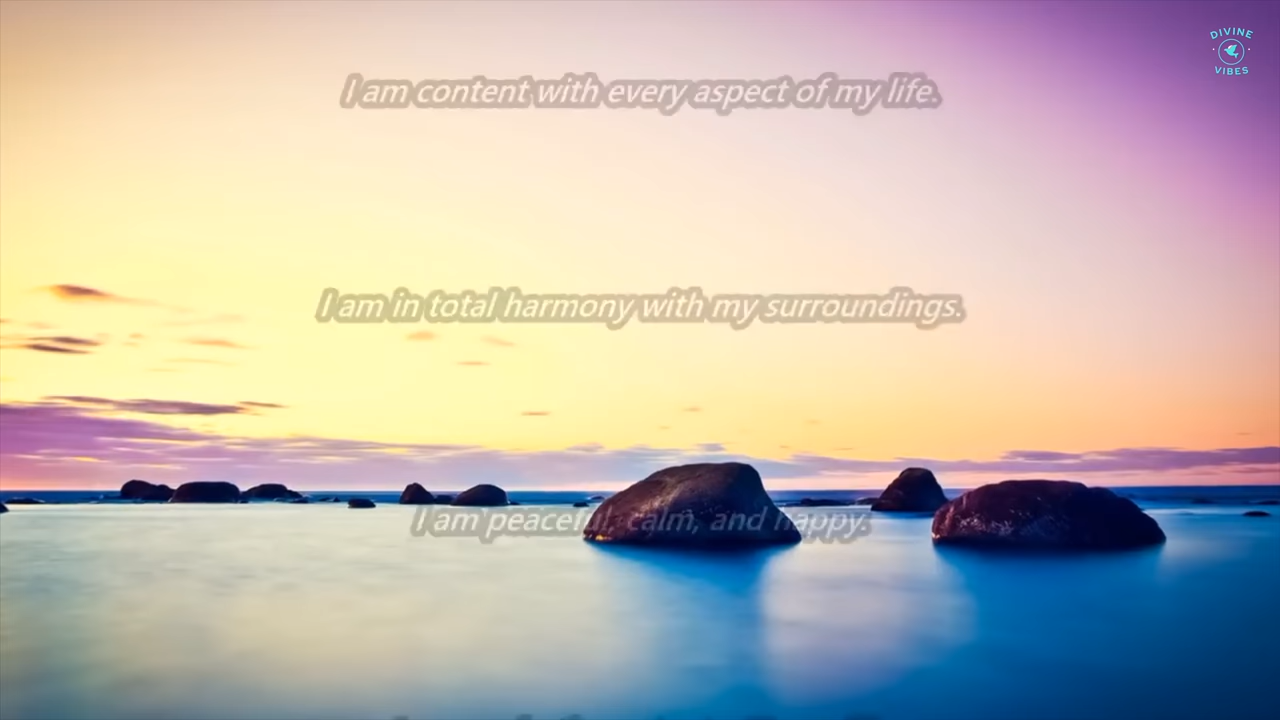 DIVINE
VIBES
I am content with every aspect of my life.
I am in total harmony with my surroundings.
I am peaceful, calm, and happy.